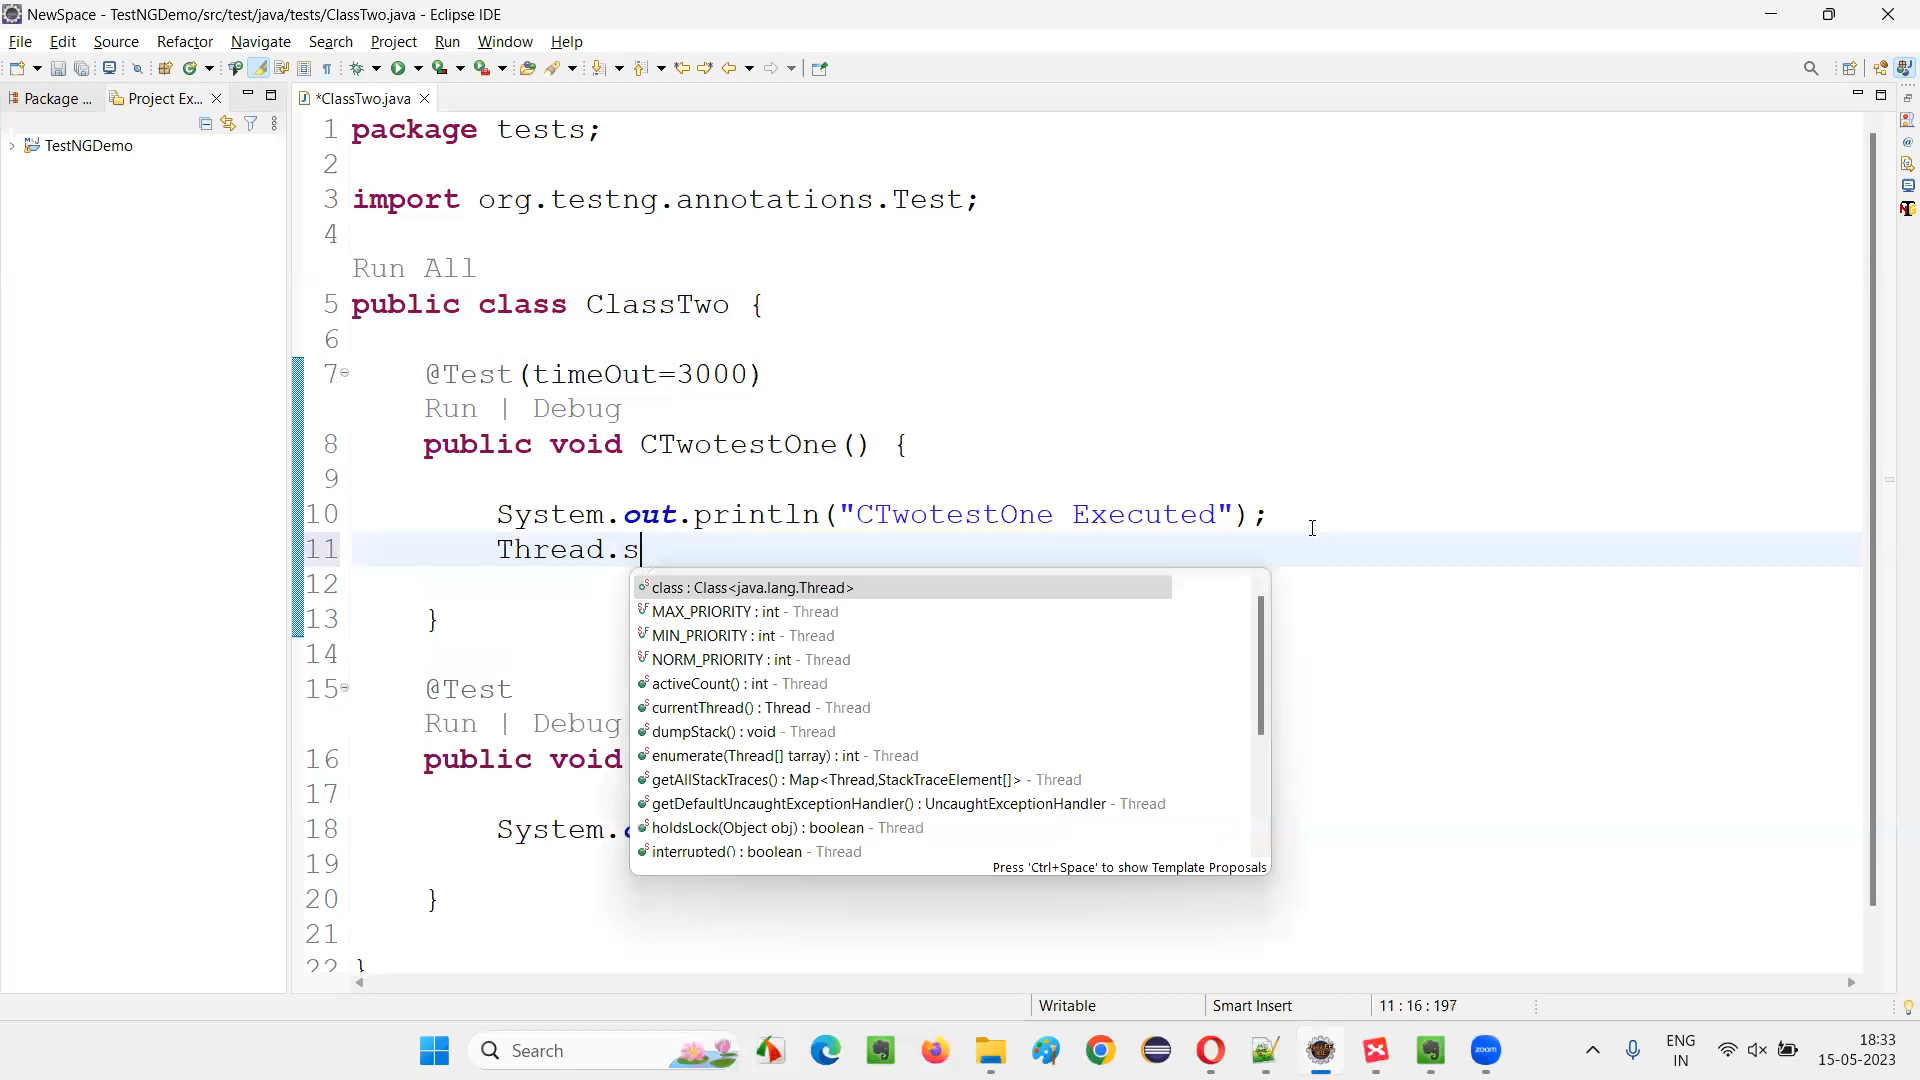 NewSpace - TestNGDemo/src/test/java/tests/ClassTwo.java - Eclipse IDE
File Edit Source Refactor Navigate Search Project Run Window Help
Package ... Project Ex... *ClassTwo.java
TestNGDemo
1 package tests;
2
3 import org.testng.annotations.Test;
4
Run All
5 public class ClassTwo {
6
7 @Test(timeOut=3000)
Run | Debug
8 public void CTwotestOne() {
9
10 System.out.println("CTwotestOne Executed");
11 Thread.s
12
13 }
14
15 @Test
Run | Debug
16 public void
17
18 System.
19
20 }
21
22 }
class : Class<java.lang.Thread>
MAX_PRIORITY : int - Thread
MIN_PRIORITY : int - Thread
NORM_PRIORITY : int - Thread
activeCount() : int - Thread
currentThread() : Thread - Thread
dumpStack() : void - Thread
enumerate(Thread[] tarray) : int - Thread
getAllStackTraces() : Map<Thread,StackTraceElement[]> - Thread
getDefaultUncaughtExceptionHandler() : UncaughtExceptionHandler - Thread
holdsLock(Object obj) : boolean - Thread
interrupted() : boolean - Thread
Press 'Ctrl+Space' to show Template Proposals
Writable Smart Insert 11 : 16 : 197
Search
zoom
ENG
IN
18:33
15-05-2023